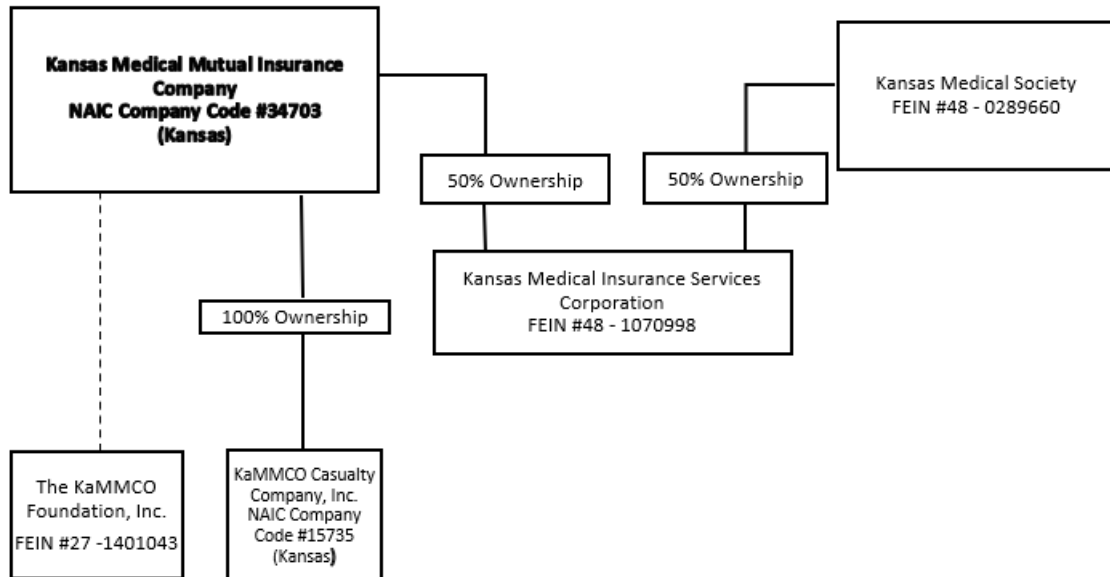 Kansas Medical Mutual Insurance
Company
NAIC Company Code #34703
(Kansas)
Kansas Medical Society
FEIN #48 - 0289660
50% Ownership
50% Ownership
Kansas Medical Insurance Services
Corporation
FEIN #48 - 1070998
100% Ownership
The KaMMCO
Foundation, Inc.
FEIN #27 -1401043
KaMMCO Casualty
Company, Inc.
NAIC Company
Code #15735
(Kansas)